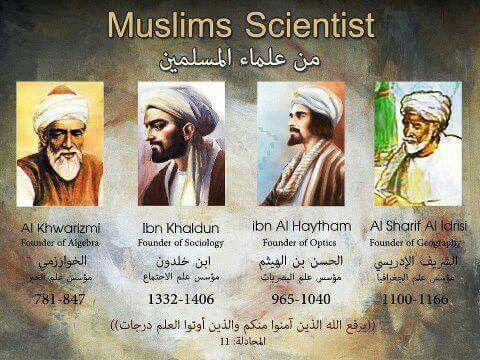 Muslims Scientist
من علماء المسلمين
Al Khwarizmi
Founder of Algebra
الخوارزمي
مؤسس علم الجبر
781-847
Ibn Khaldun
Founder of Sociology
ابن خلدون
مؤسس علم الاجتماع
1332-1406
ibn Al Haytham
Founder of Optics
الحسن بن الهيثم
مؤسس علم البصريات
965-1040
Al Sharif Al Idrisi
Founder of Geography
الشريف الإدريسي
مؤسس علم الجغرافيا
1100-1166
((يرفع الله الذين آمنوا منكم والذين أوتوا العلم درجات))
المجادلة: 11